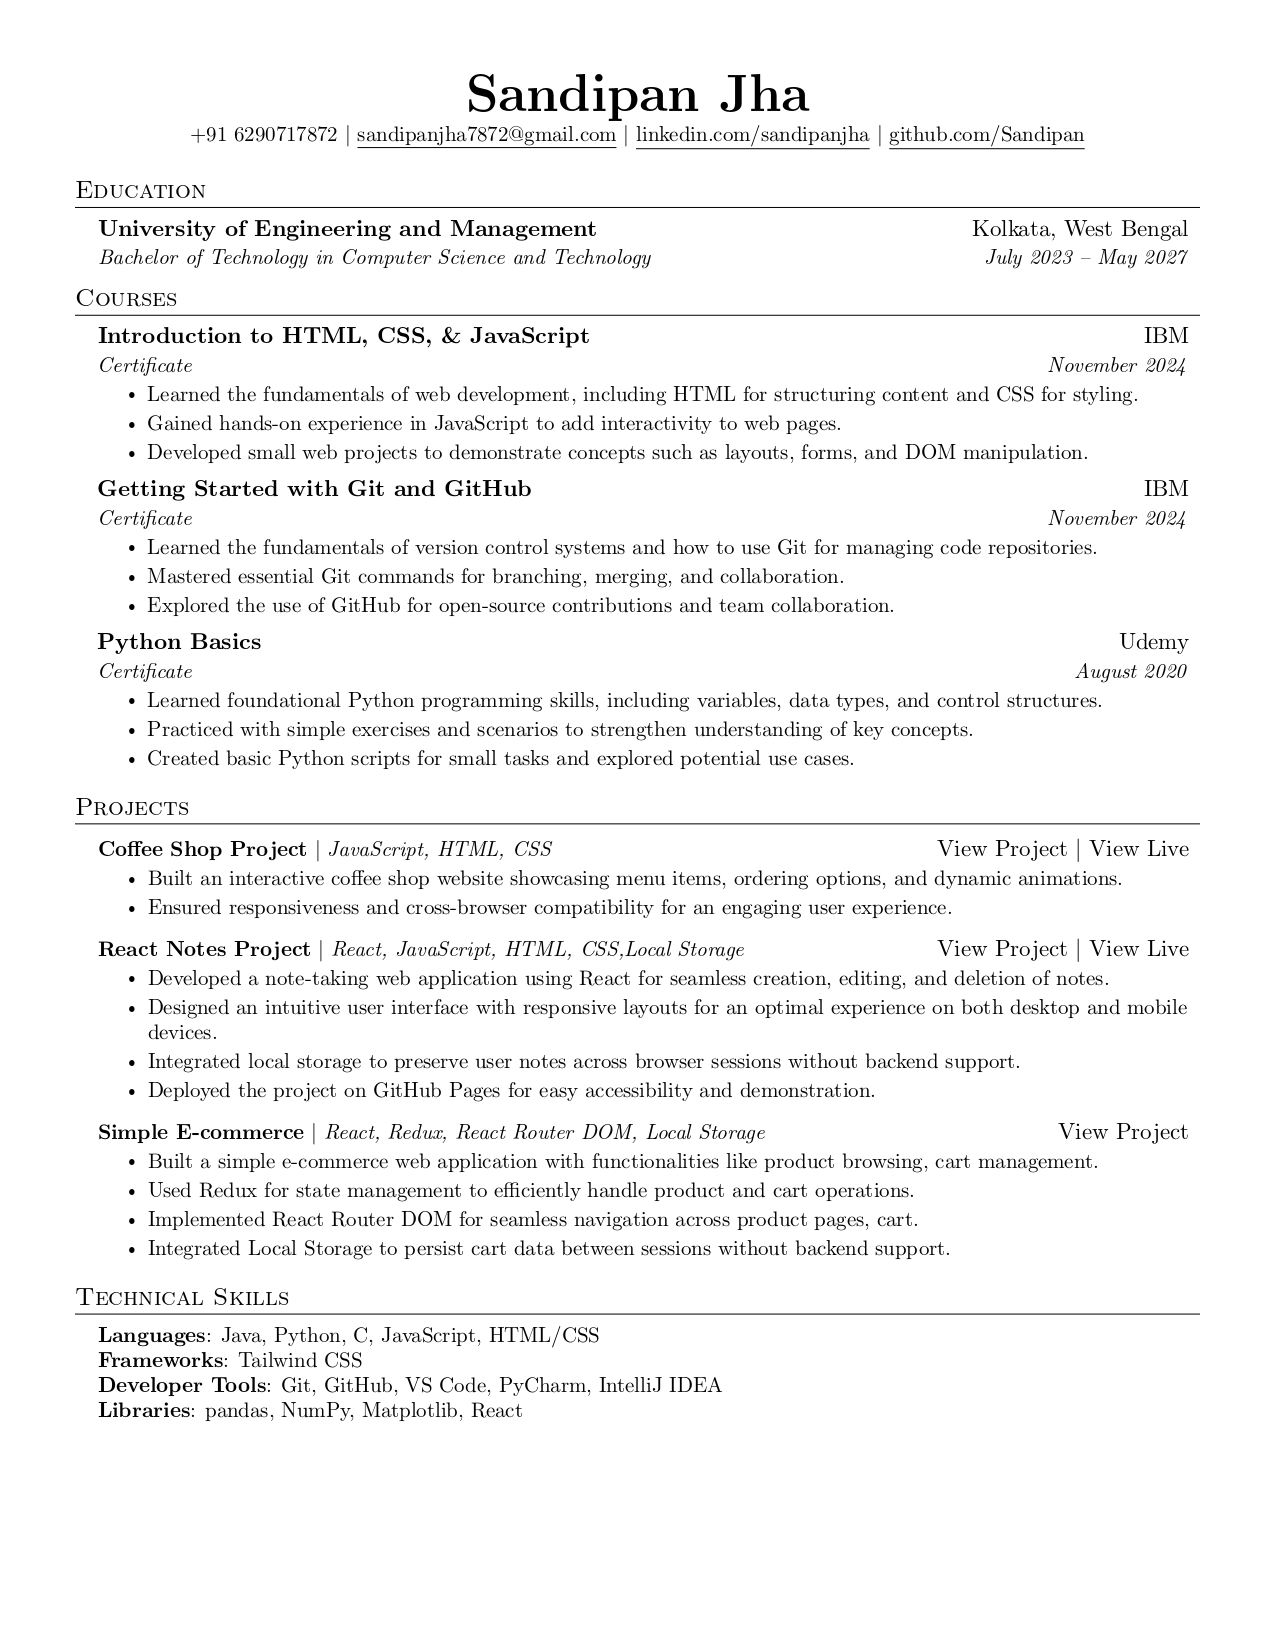 Sandipan Jha
+91 6290717872 | sandipanjha7872@gmail.com | linkedin.com/sandipanjha | github.com/Sandipan
Education
University of Engineering and Management Kolkata, West Bengal
Bachelor of Technology in Computer Science and Technology July 2023 – May 2027
Courses
Introduction to HTML, CSS, & JavaScript IBM
Certificate November 2024
• Learned the fundamentals of web development, including HTML for structuring content and CSS for styling.
• Gained hands-on experience in JavaScript to add interactivity to web pages.
• Developed small web projects to demonstrate concepts such as layouts, forms, and DOM manipulation.
Getting Started with Git and GitHub IBM
Certificate November 2024
• Learned the fundamentals of version control systems and how to use Git for managing code repositories.
• Mastered essential Git commands for branching, merging, and collaboration.
• Explored the use of GitHub for open-source contributions and team collaboration.
Python Basics Udemy
Certificate August 2020
• Learned foundational Python programming skills, including variables, data types, and control structures.
• Practiced with simple exercises and scenarios to strengthen understanding of key concepts.
• Created basic Python scripts for small tasks and explored potential use cases.
Projects
Coffee Shop Project | JavaScript, HTML, CSS View Project | View Live
• Built an interactive coffee shop website showcasing menu items, ordering options, and dynamic animations.
• Ensured responsiveness and cross-browser compatibility for an engaging user experience.
React Notes Project | React, JavaScript, HTML, CSS,Local Storage View Project | View Live
• Developed a note-taking web application using React for seamless creation, editing, and deletion of notes.
• Designed an intuitive user interface with responsive layouts for an optimal experience on both desktop and mobile
devices.
• Integrated local storage to preserve user notes across browser sessions without backend support.
• Deployed the project on GitHub Pages for easy accessibility and demonstration.
Simple E-commerce | React, Redux, React Router DOM, Local Storage View Project
• Built a simple e-commerce web application with functionalities like product browsing, cart management.
• Used Redux for state management to efficiently handle product and cart operations.
• Implemented React Router DOM for seamless navigation across product pages, cart.
• Integrated Local Storage to persist cart data between sessions without backend support.
Technical Skills
Languages: Java, Python, C, JavaScript, HTML/CSS
Frameworks: Tailwind CSS
Developer Tools: Git, GitHub, VS Code, PyCharm, IntelliJ IDEA
Libraries: pandas, NumPy, Matplotlib, React